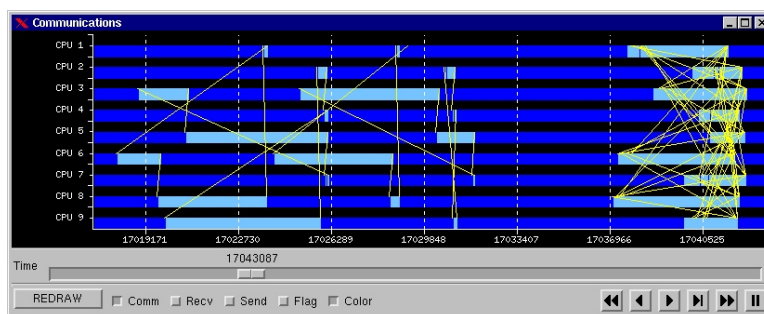 Communications
CPU 1
CPU 2
CPU 3
CPU 4
CPU 5
CPU 6
CPU 7
CPU 8
CPU 9
17019171 17022730 17026289 17029848 17033407 17036966 17040525
17043087
Time
REDRAW Comm Recv Send Flag Color